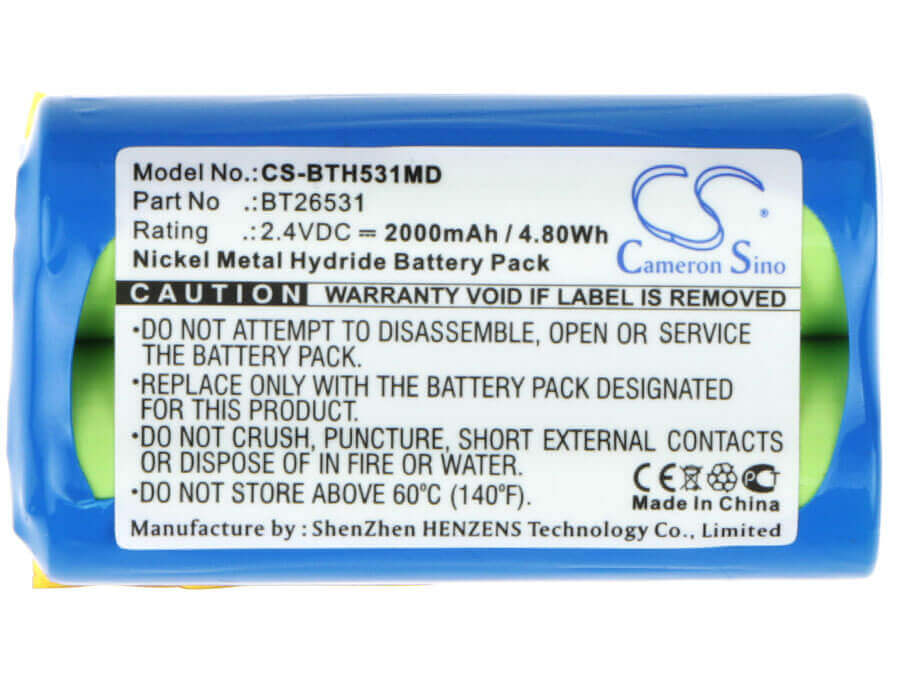 Model No.:CS-BTH531MD
Part No .:BT26531
Rating .:2.4VDC ⎓ 2000mAh / 4.80Wh
Nickel Metal Hydride Battery Pack
CS
®
Cameron Sino
CAUTION WARRANTY VOID IF LABEL IS REMOVED
•DO NOT ATTEMPT TO DISASSEMBLE, OPEN OR SERVICE
THE BATTERY PACK.
•REPLACE ONLY WITH THE BATTERY PACK DESIGNATED
FOR THIS PRODUCT.
•DO NOT CRUSH, PUNCTURE, SHORT EXTERNAL CONTACTS
OR DISPOSE OF IN FIRE OR WATER.
•DO NOT STORE ABOVE 60℃ (140℉).
CE
Made In China
Manufacture by : ShenZhen HENZENS Technology Co., Limited